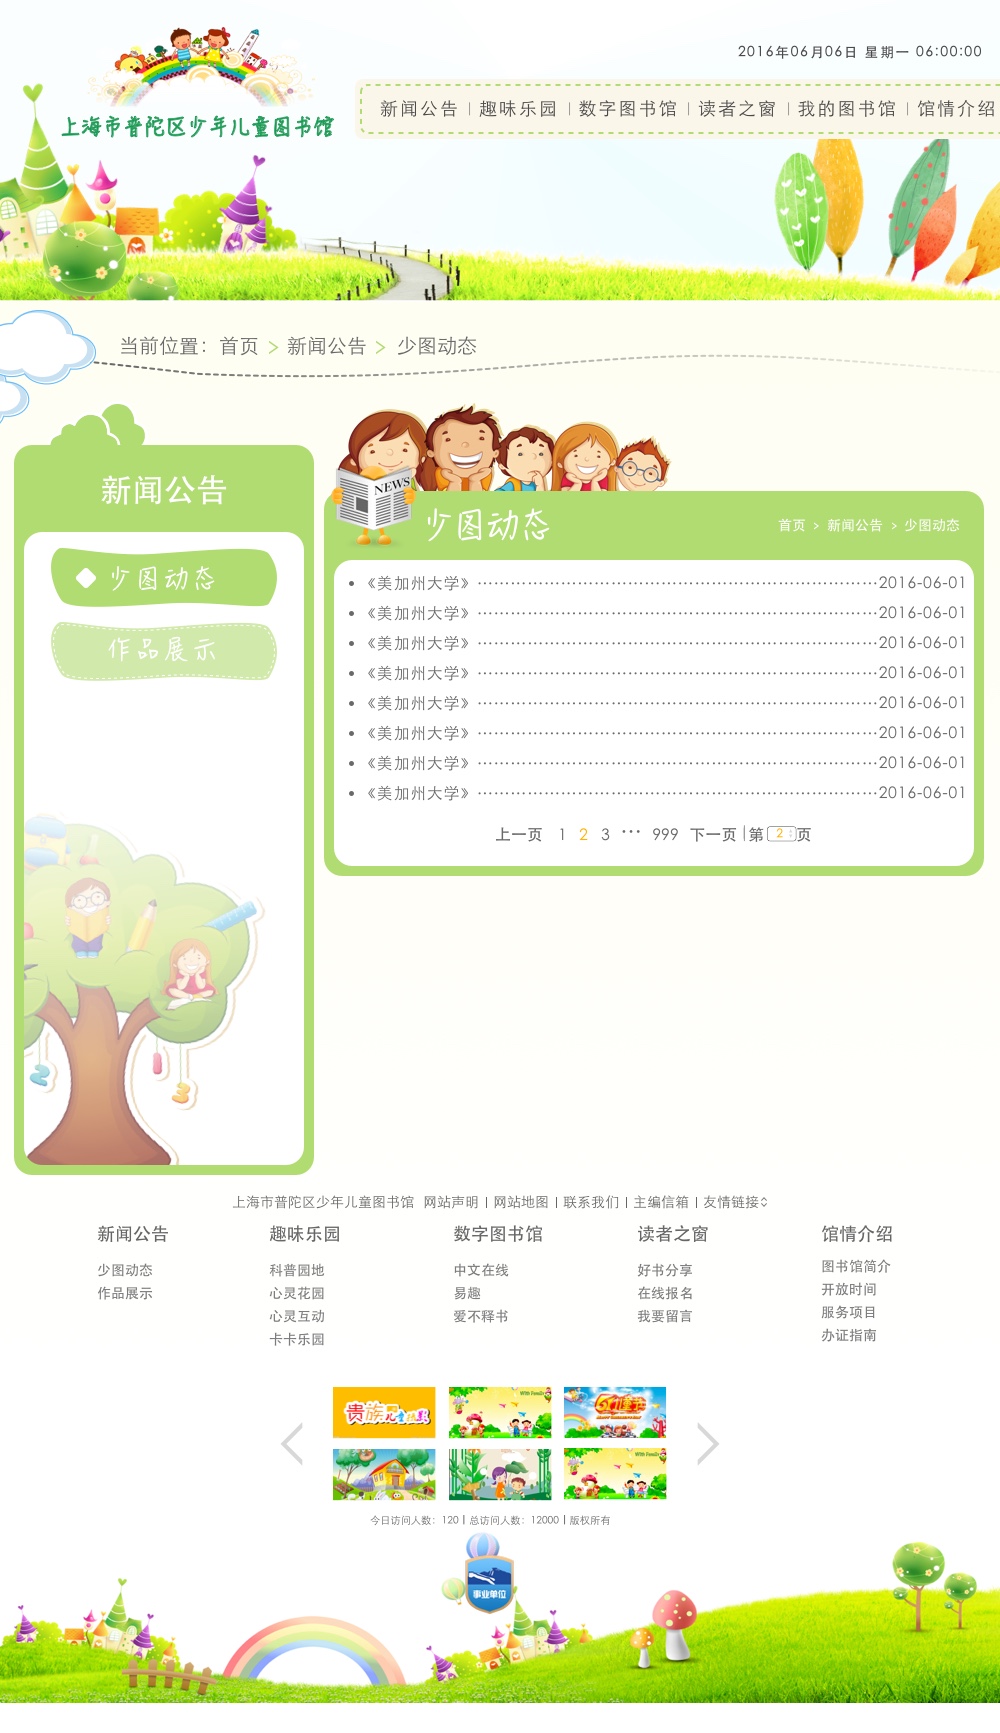 2016年06月06日 星期一 06:00:00
上海市普陀区少年儿童图书馆
新闻公告 | 趣味乐园 | 数字图书馆 | 读者之窗 | 我的图书馆 | 馆情介绍
当前位置：首页 > 新闻公告 > 少图动态
新闻公告
少图动态
作品展示
NEWS
少图动态
首页 > 新闻公告 > 少图动态
• 《美加州大学》 ………………………………………………2016-06-01
• 《美加州大学》 ………………………………………………2016-06-01
• 《美加州大学》 ………………………………………………2016-06-01
• 《美加州大学》 ………………………………………………2016-06-01
• 《美加州大学》 ………………………………………………2016-06-01
• 《美加州大学》 ………………………………………………2016-06-01
• 《美加州大学》 ………………………………………………2016-06-01
• 《美加州大学》 ………………………………………………2016-06-01
上一页 1 2 3 … 999 下一页 | 第 2 页
2
3
上海市普陀区少年儿童图书馆 网站声明 | 网站地图 | 联系我们 | 主编信箱 | 友情链接
新闻公告
少图动态
作品展示
趣味乐园
科普园地
心灵花园
心灵互动
卡卡乐园
数字图书馆
中文在线
易趣
爱不释书
读者之窗
好书分享
在线报名
我要留言
馆情介绍
图书馆简介
开放时间
服务项目
办证指南
With Family
With Family
今日访问人数：120 | 总访问人数：12000 | 版权所有
事业单位